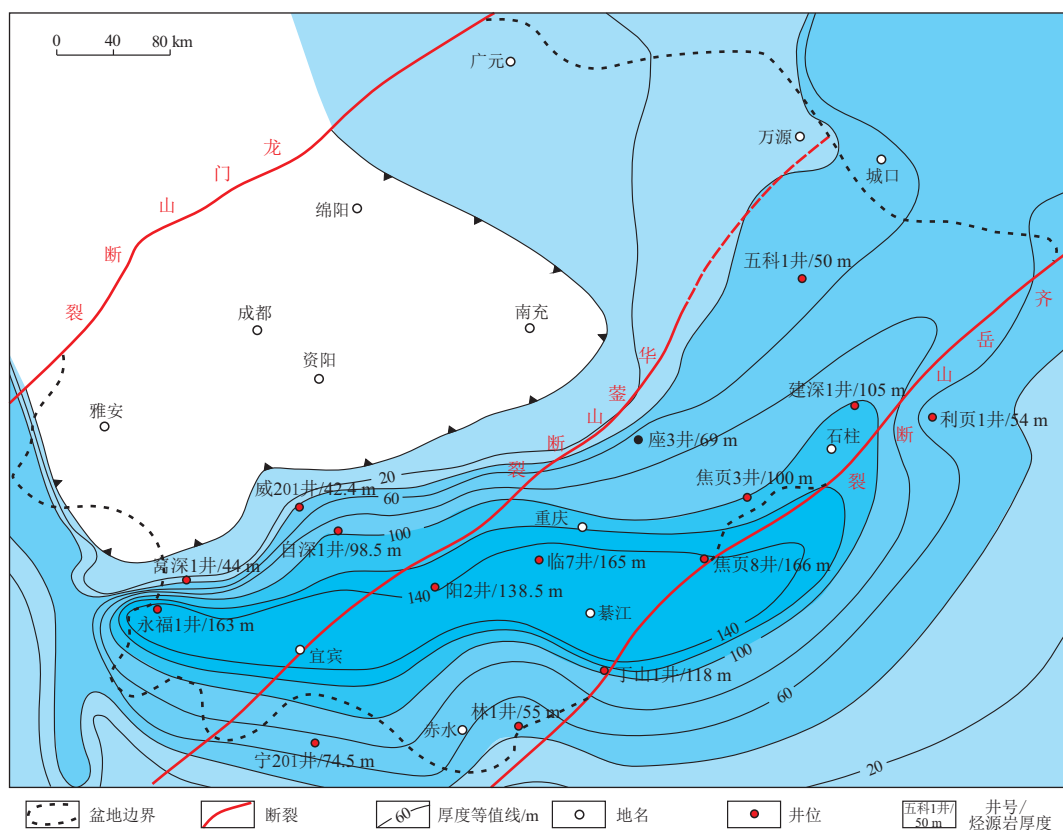 0 40 80 km
广元
龙
门
山
断
裂
万源
城口
绵阳
五科1井/50 m
成都
南充
资阳
雅安
齐
岳
山
断
裂
华
蓥
山
断
裂
建深1井/105 m
利页1井/54 m
座3井/69 m
石柱
20
威201井/42.4 m
60
焦页3井/100 m
重庆
100
自深1井/98.5 m
临7井/165 m
焦页8井/166 m
窝深1井/44 m
140
阳2井/138.5 m
綦江
永福1井/163 m
140
宜宾
100
丁山1井/118 m
60
林1井/55 m
赤水
宁201井/74.5 m
20
盆地边界
断裂
60
厚度等值线/m
地名
井位
五科1井/
50 m
井号/
烃源岩厚度